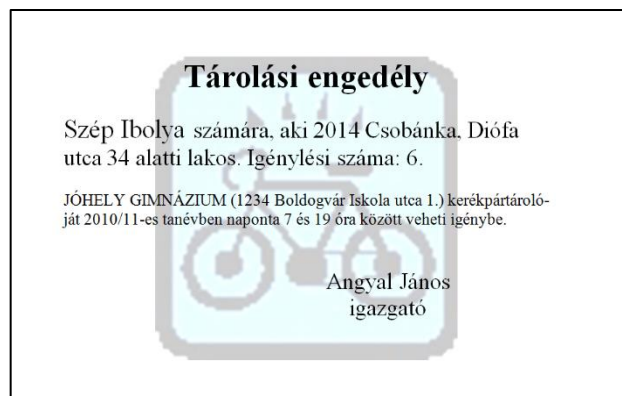 Tárolási engedély
Szép Ibolya számára, aki 2014 Csobánka, Diófa
utca 34 alatti lakos. Igénylési száma: 6.
JÓHELY GIMNÁZIUM (1234 Boldogvár Iskola utca 1.) kerékpártároló-
ját 2010/11-es tanévben naponta 7 és 19 óra között veheti igénybe.
Angyal János
igazgató